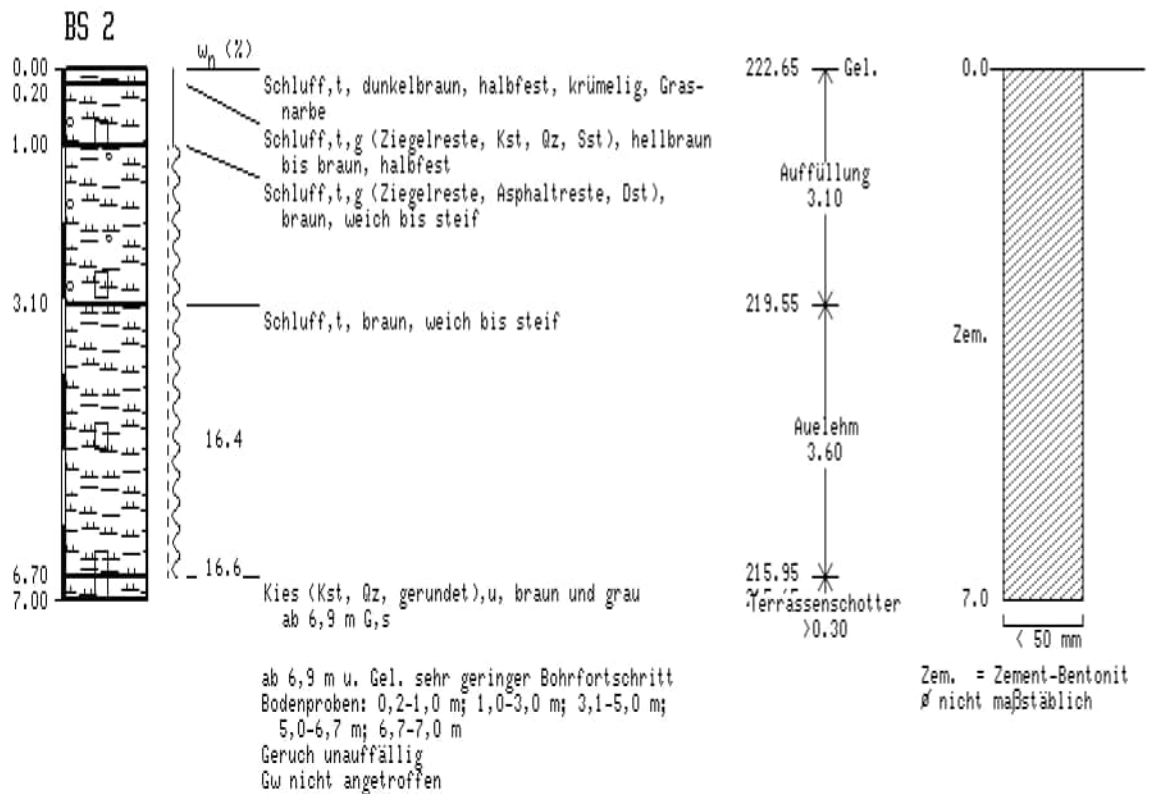 BS 2
wn (%)
0.00
0.20
1.00
3.10
6.70
7.00
Schluff,t, dunkelbraun, halbfest, krümelig, Gras-
narbe
Schluff,t,g (Ziegelreste, Kst, Qz, Sst), hellbraun
bis braun, halbfest
Schluff,t,g (Ziegelreste, Asphaltreste, Dst),
braun, weich bis steif
Schluff,t, braun, weich bis steif
16.4
16.6
Kies (Kst, Qz, gerundet),u, braun und grau
ab 6,9 m G,s
222.65 Gel.
Auffüllung
3.10
219.55
Auelehm
3.60
215.95
Terrassenschotter
>0.30
0.0
Zem.
7.0
< 50 mm
Zem. = Zement-Bentonit
Ø nicht maßstäblich
ab 6,9 m u. Gel. sehr geringer Bohrfortschritt
Bodenproben: 0,2-1,0 m; 1,0-3,0 m; 3,1-5,0 m;
5,0-6,7 m; 6,7-7,0 m
Geruch unauffällig
Gw nicht angetroffen